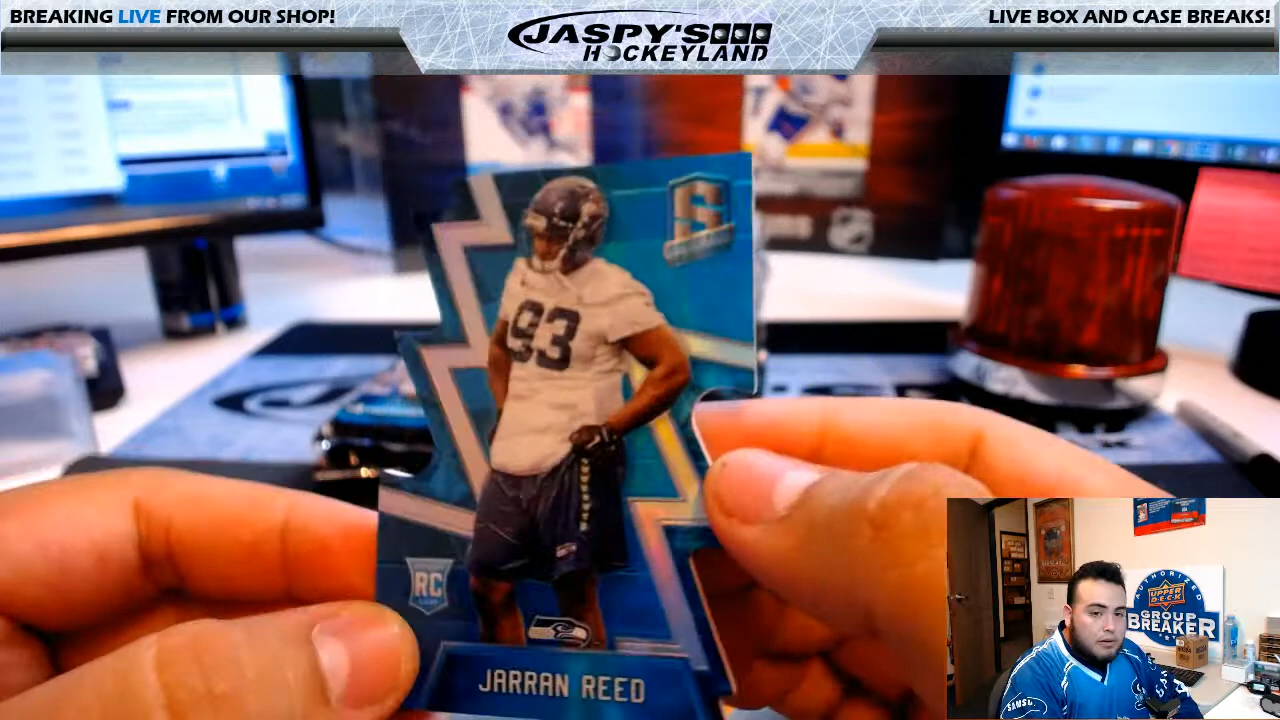 BREAKING LIVE FROM OUR SHOP!
JASPY'S
HOCKEYLAND
LIVE BOX AND CASE BREAKS!
S
93
RC
JARRAN REED
AUTHORIZED
UPPER
DECK
GROUP
BREAKER